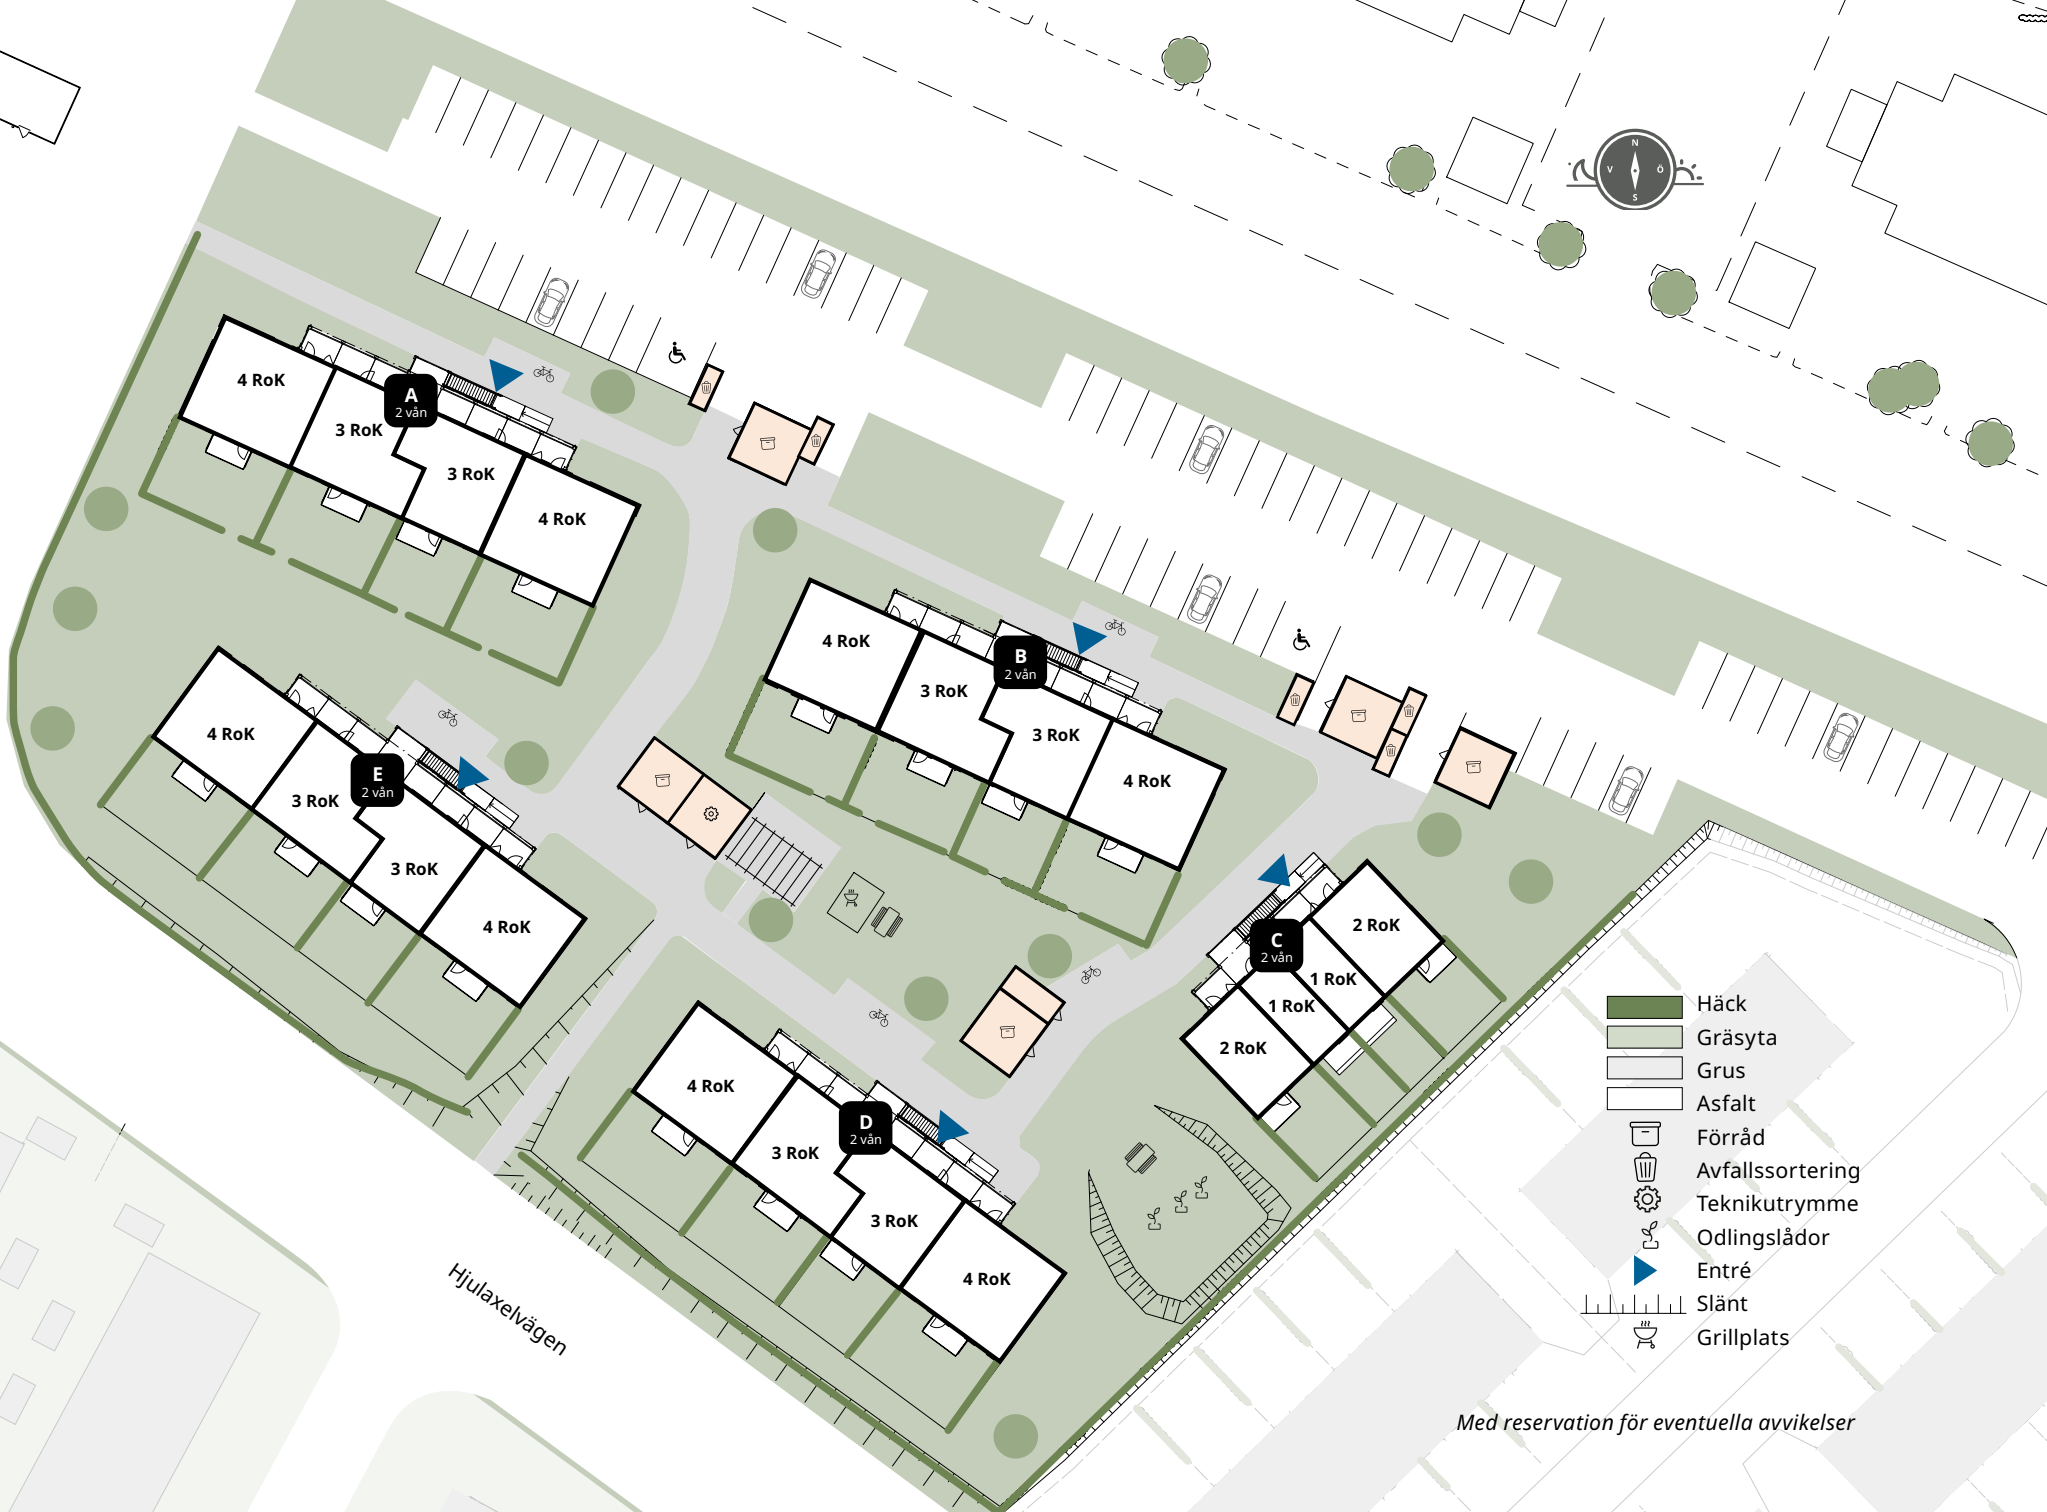 N
V Ö
S
4 RoK
3 RoK
A
2 vån
3 RoK
4 RoK
4 RoK
3 RoK
B
2 vån
3 RoK
4 RoK
4 RoK
3 RoK
E
2 vån
3 RoK
4 RoK
2 RoK
C
2 vån
1 RoK
1 RoK
2 RoK
4 RoK
3 RoK
D
2 vån
3 RoK
4 RoK
Hjulaxelvägen
Häck
Gräsyta
Grus
Asfalt
Förråd
Avfallssortering
Teknikutrymme
Odlingslådor
Entré
Slänt
Grillplats
Med reservation för eventuella avvikelser